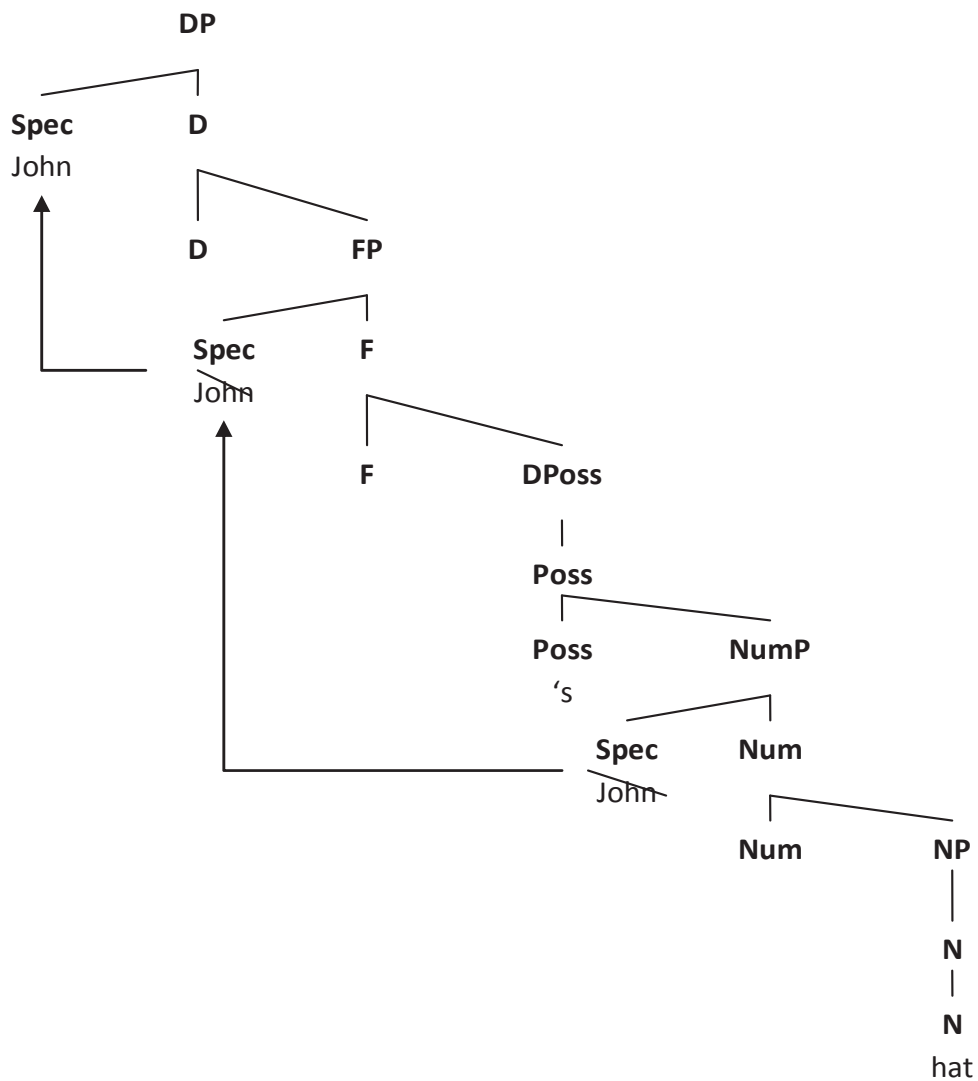 DP
Spec D
John
D FP
Spec F
John
F DPoss
Poss
Poss NumP
‘s
Spec Num
John
Num NP
N
N
hat